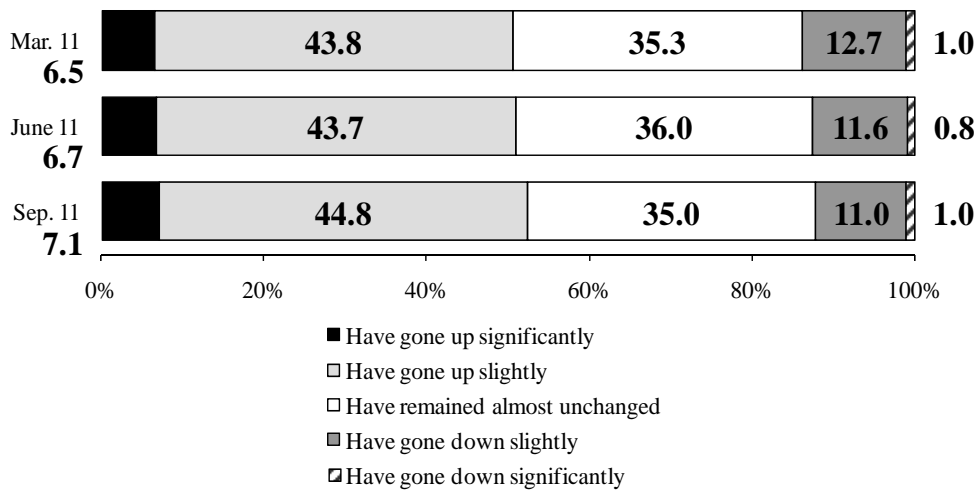 Mar. 11 43.8 35.3 12.7 1.0
6.5
June 11 43.7 36.0 11.6 0.8
6.7
Sep. 11 44.8 35.0 11.0 1.0
7.1
0% 20% 40% 60% 80% 100%
Have gone up significantly
Have gone up slightly
Have remained almost unchanged
Have gone down slightly
Have gone down significantly